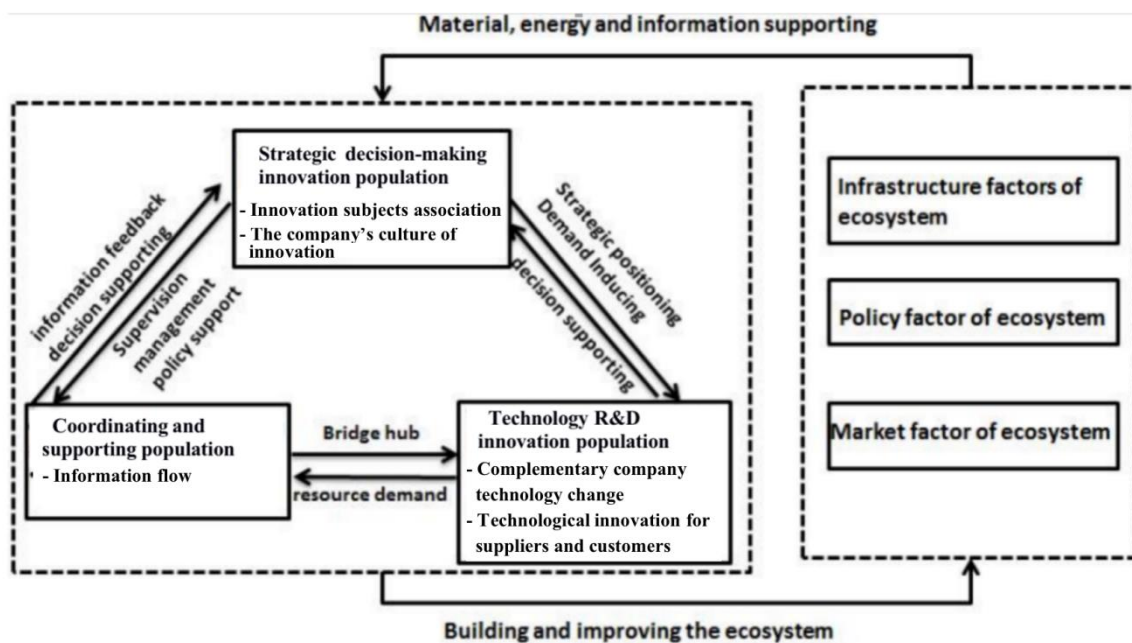 Material, energy and information supporting
Strategic decision-making
innovation population
- Innovation subjects association
- The company's culture of
innovation
information feedback
decision supporting
Supervision
management
policy support
Strategic positioning
Demand Inducing
decision supporting
Coordinating and
supporting population
- Information flow
Bridge hub
resource demand
Technology R&D
innovation population
- Complementary company
technology change
- Technological innovation for
suppliers and customers
Infrastructure factors of
ecosystem
Policy factor of ecosystem
Market factor of ecosystem
Building and improving the ecosystem